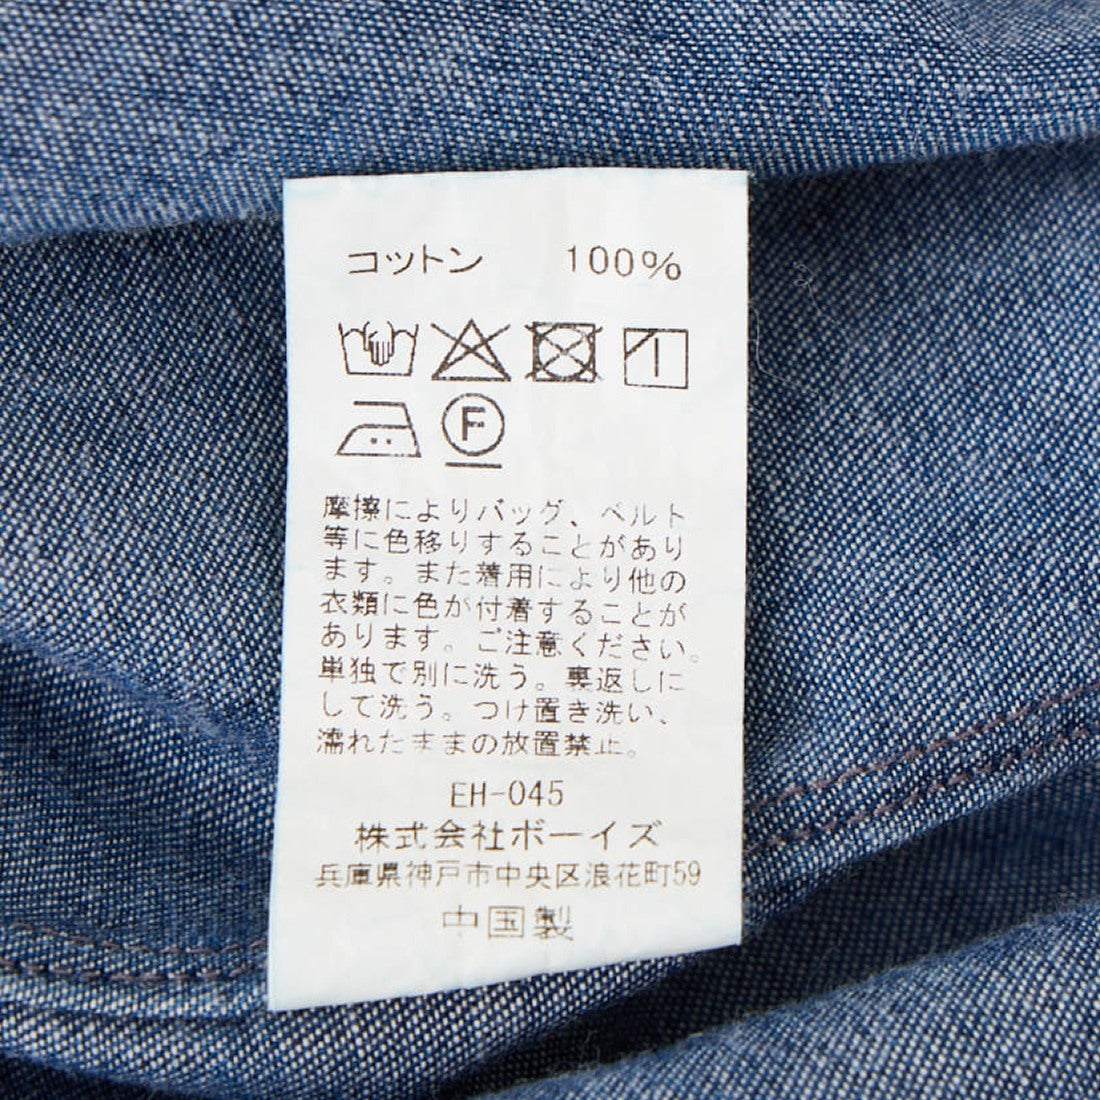 コットン 100%
F
摩擦によりバッグ、ベルト
等に色移りすることがあり
ます。また着用により他の
衣類に色が付着することが
あります。ご注意ください。
単独で別に洗う。裏返しに
して洗う。つけ置き洗い、
濡れたままの放置禁止。
EH-045
株式会社ボーイズ
兵庫県神戸市中央区浪花町59
中国製